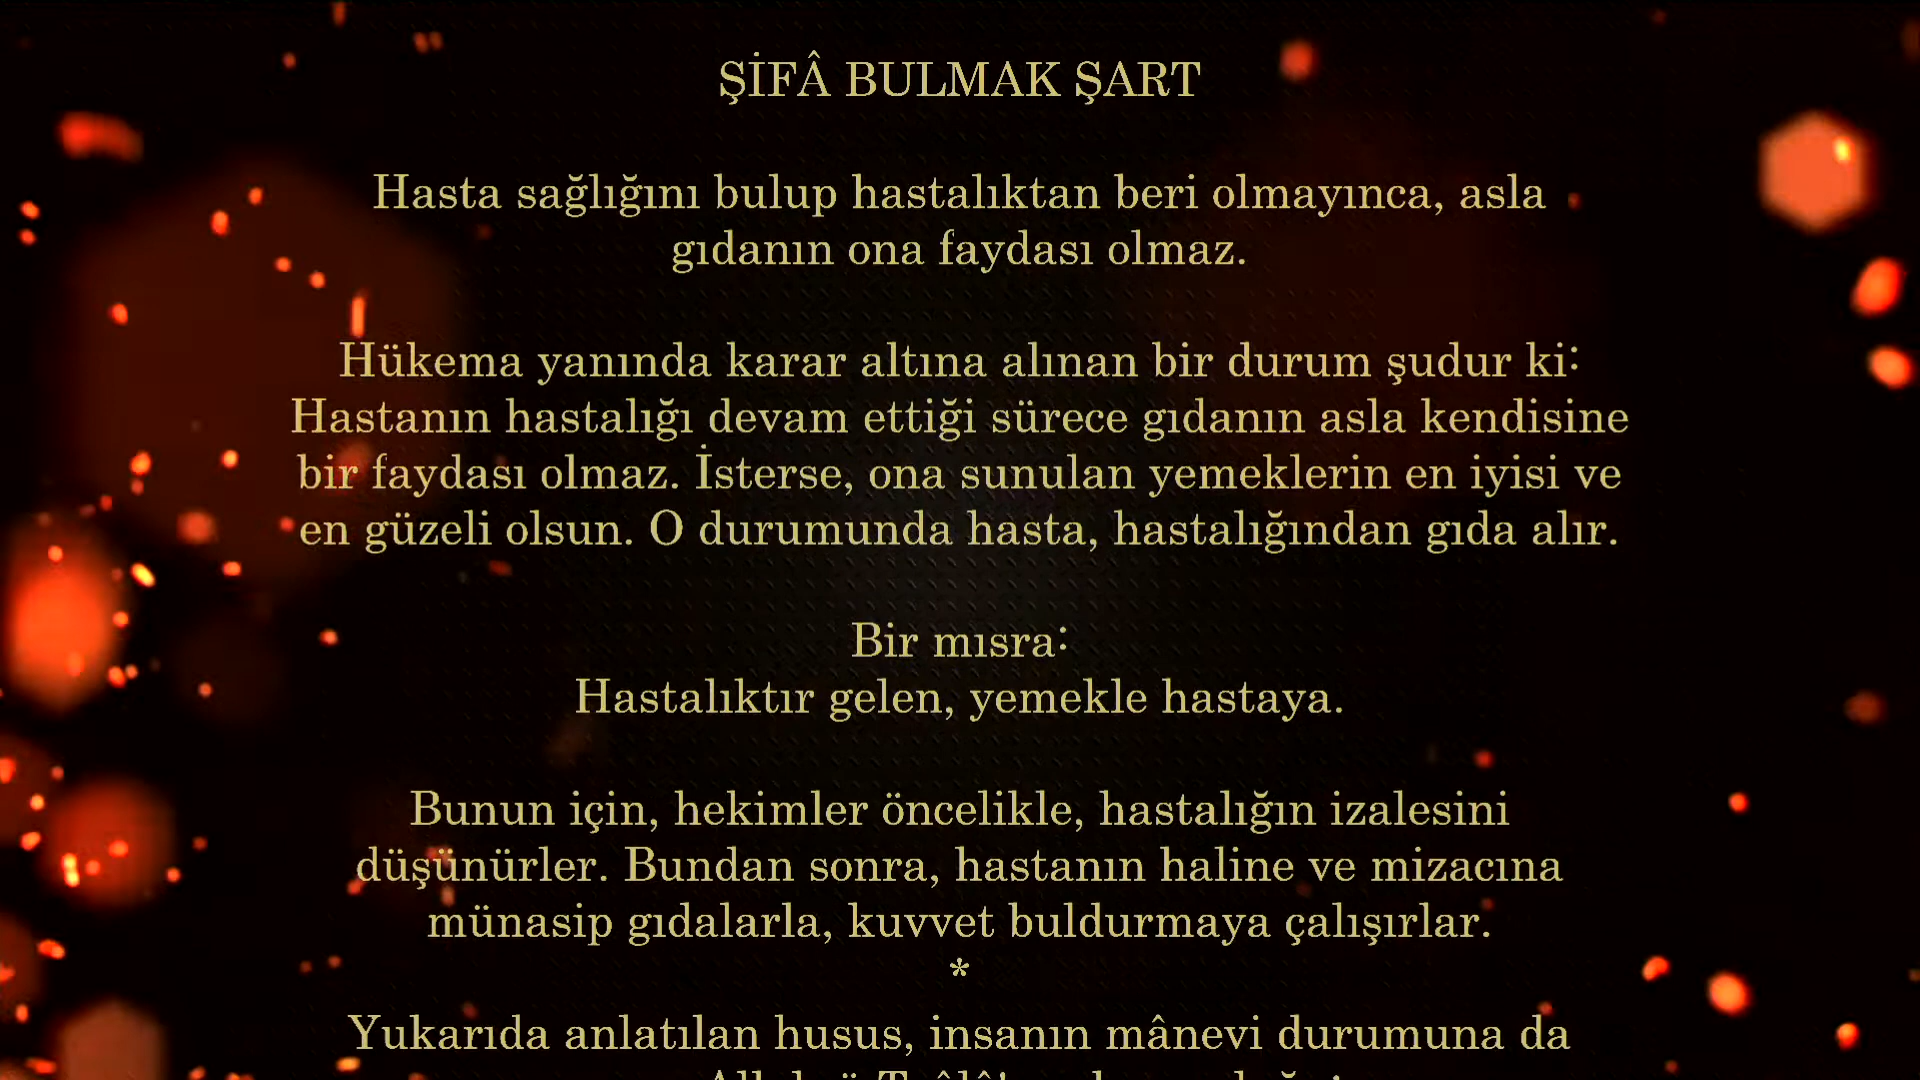 ŞİFÂ BULMAK ŞART
Hasta sağlığını bulup hastalıktan beri olmayınca, asla
gıdanın ona faydası olmaz.
Hükema yanında karar altına alınan bir durum şudur ki:
Hastanın hastalığı devam ettiği sürece gıdanın asla kendisine
bir faydası olmaz. İsterse, ona sunulan yemeklerin en iyisi ve
en güzeli olsun. O durumunda hasta, hastalığından gıda alır.
Bir mısra:
Hastalıktır gelen, yemekle hastaya.
Bunun için, hekimler öncelikle, hastalığın izalesini
düşünürler. Bundan sonra, hastanın haline ve mizacına
münasip gıdalarla, kuvvet buldurmaya çalışırlar.
*
Yukarıda anlatılan husus, insanın mânevi durumuna da